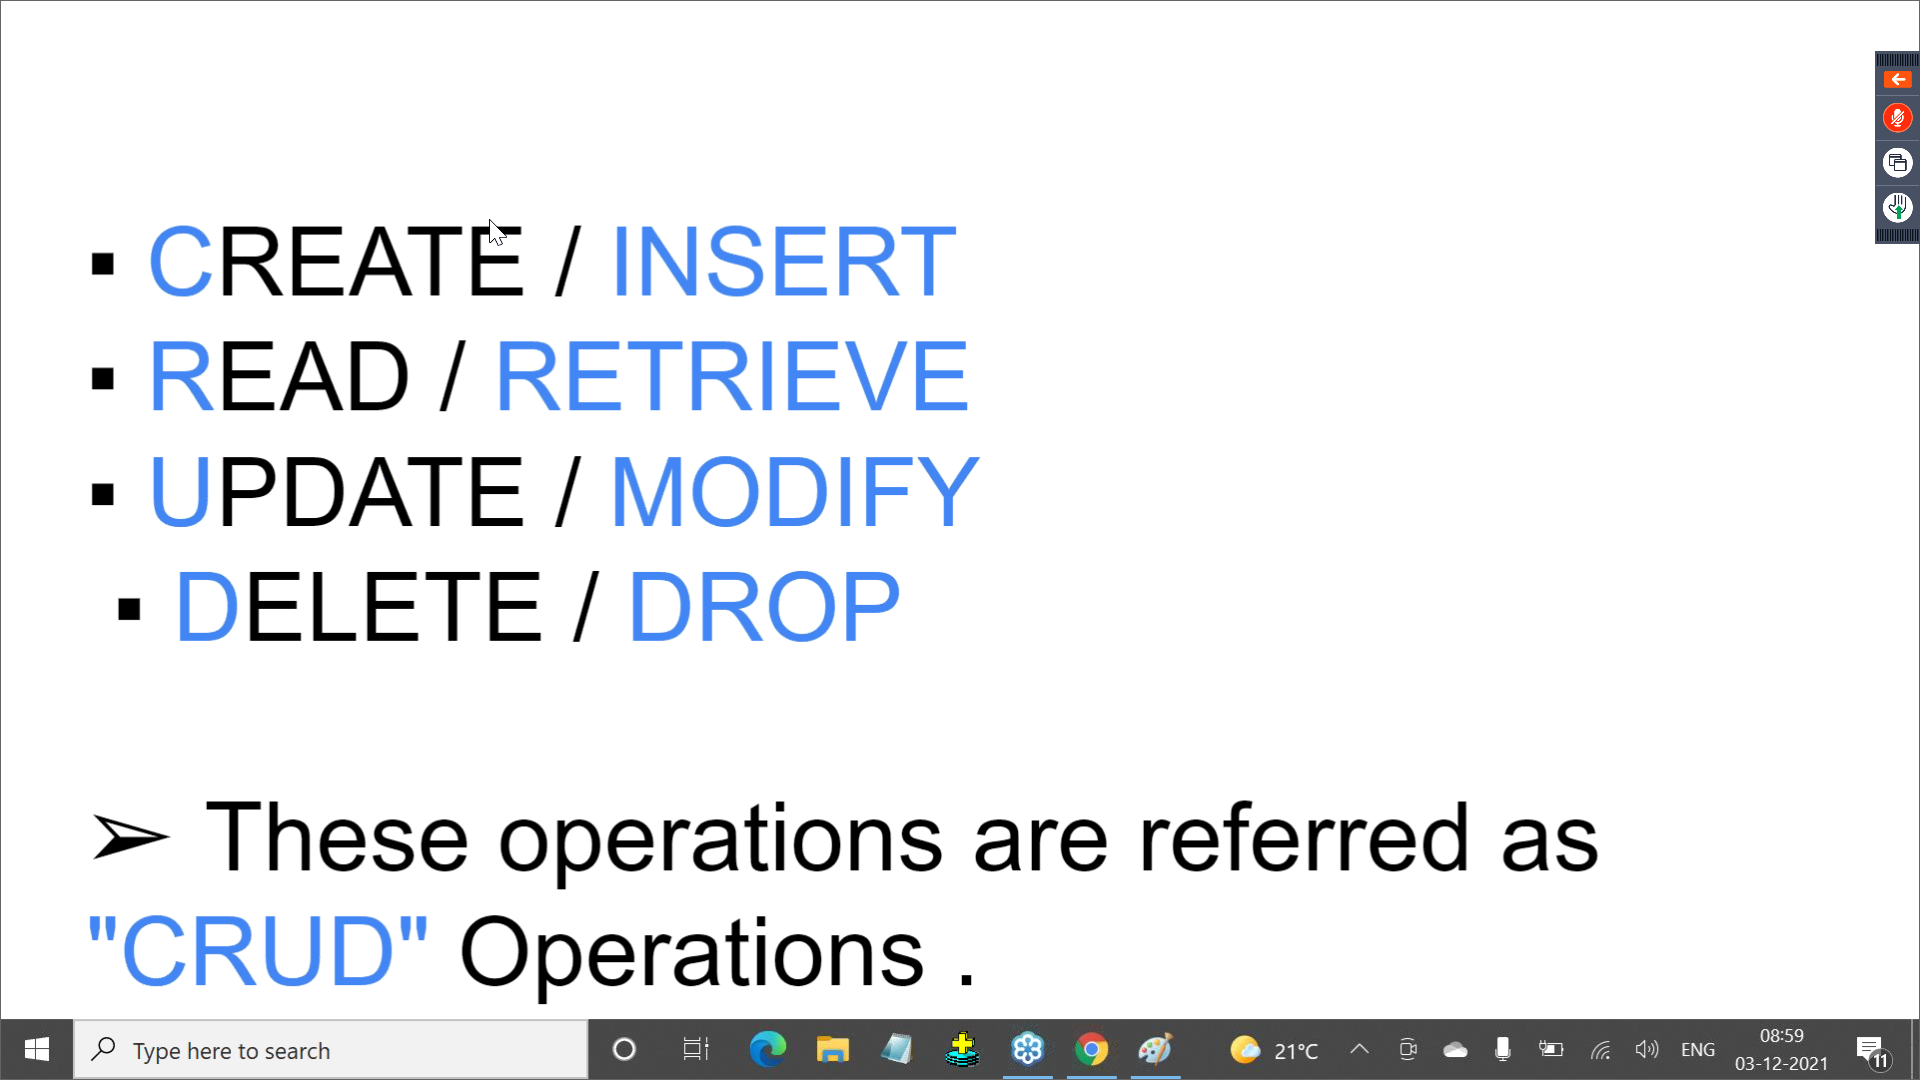 ▪ CREATE / INSERT
▪ READ / RETRIEVE
▪ UPDATE / MODIFY
▪ DELETE / DROP
➢ These operations are referred as
"CRUD" Operations .
Type here to search
21°C
ENG
08:59
03-12-2021
11